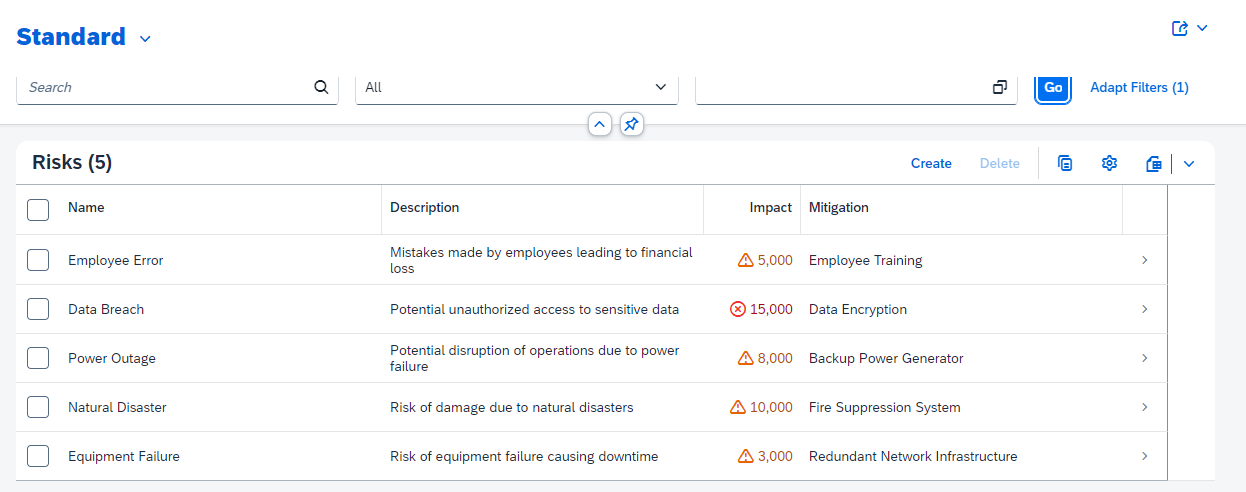 Standard
Search
All
Go
Adapt Filters (1)
Risks (5)
Create
Delete
Name Description Impact Mitigation
Employee Error Mistakes made by employees leading to financial
loss
5,000 Employee Training
Data Breach Potential unauthorized access to sensitive data 15,000 Data Encryption
Power Outage Potential disruption of operations due to power
failure
8,000 Backup Power Generator
Natural Disaster Risk of damage due to natural disasters 10,000 Fire Suppression System
Equipment Failure Risk of equipment failure causing downtime 3,000 Redundant Network Infrastructure